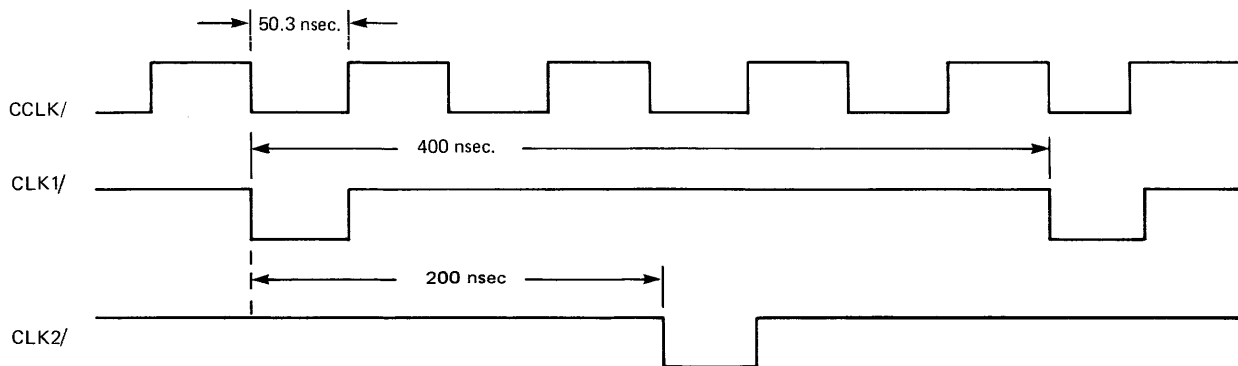 50.3 nsec.
CCLK/
400 nsec.
CLK1/
200 nsec
CLK2/